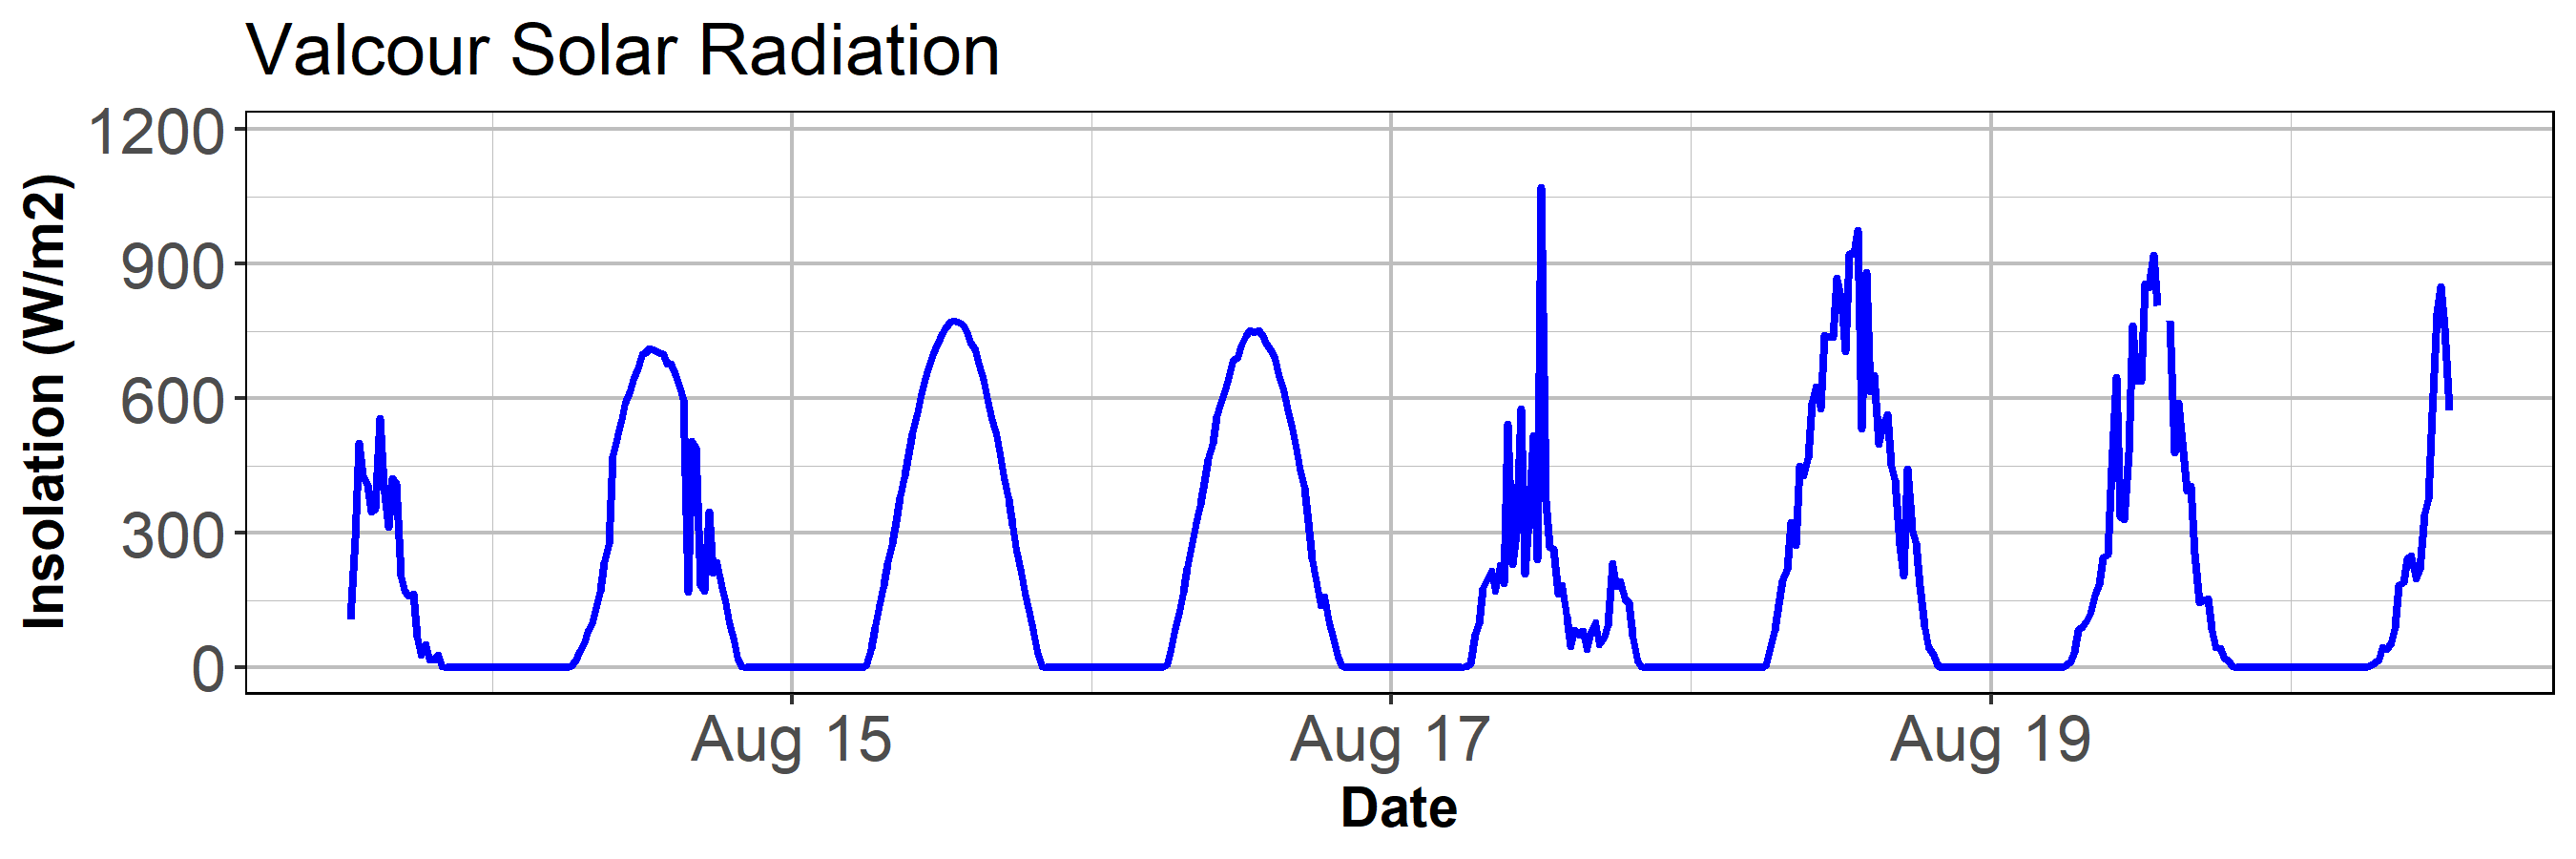 Valcour Solar Radiation
1200
900
600
300
0
Insolation (W/m2)
Aug 15
Aug 17
Aug 19
Date